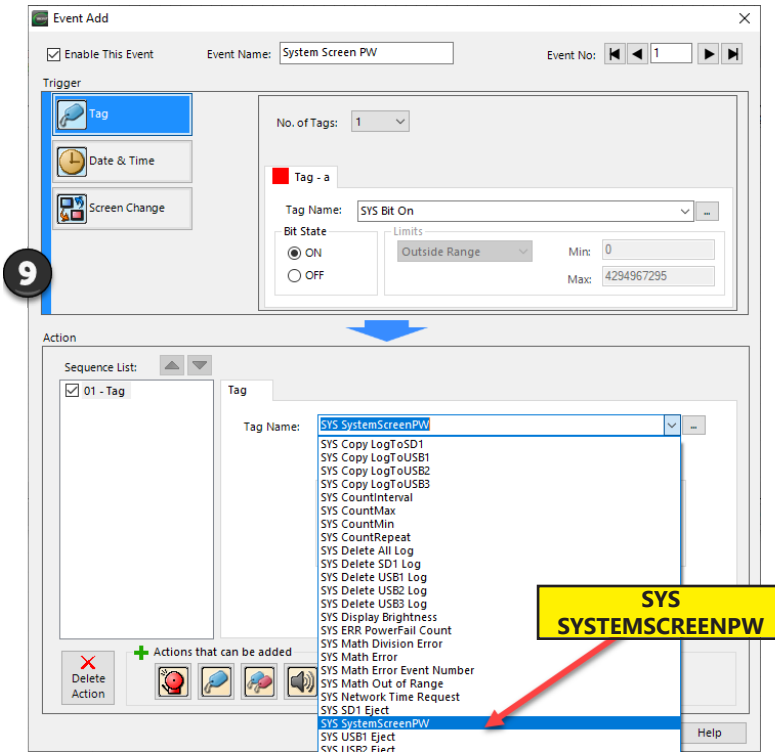 Event Add
Enable This Event
Event Name: System Screen PW
Event No: 1
Trigger
Tag
No. of Tags: 1
Date & Time
Tag - a
Screen Change
Tag Name: SYS Bit On
...
Bit State
Limits
ON
Outside Range
Min: 0
OFF
Max: 4294967295
9
Action
Sequence List:
01 - Tag
Tag
Tag Name: SYS SystemScreenPW
...
SYS Copy LogToSD1
SYS Copy LogToUSB1
SYS Copy LogToUSB2
SYS Copy LogToUSB3
SYS CountInterval
SYS CountMax
SYS CountMin
SYS CountRepeat
SYS Delete All Log
SYS Delete SD1 Log
SYS Delete USB1 Log
SYS Delete USB2 Log
SYS Delete USB3 Log
SYS Display Brightness
SYS ERR PowerFail Count
SYS Math Division Error
SYS Math Error
SYS Math Error Event Number
SYS Math Out of Range
SYS Network Time Request
SYS SD1 Eject
SYS SystemScreenPW
SYS USB1 Eject
SYS USB2 Eject
SYS
SYSTEMSCREENPW
Actions that can be added
Delete
Action
Help